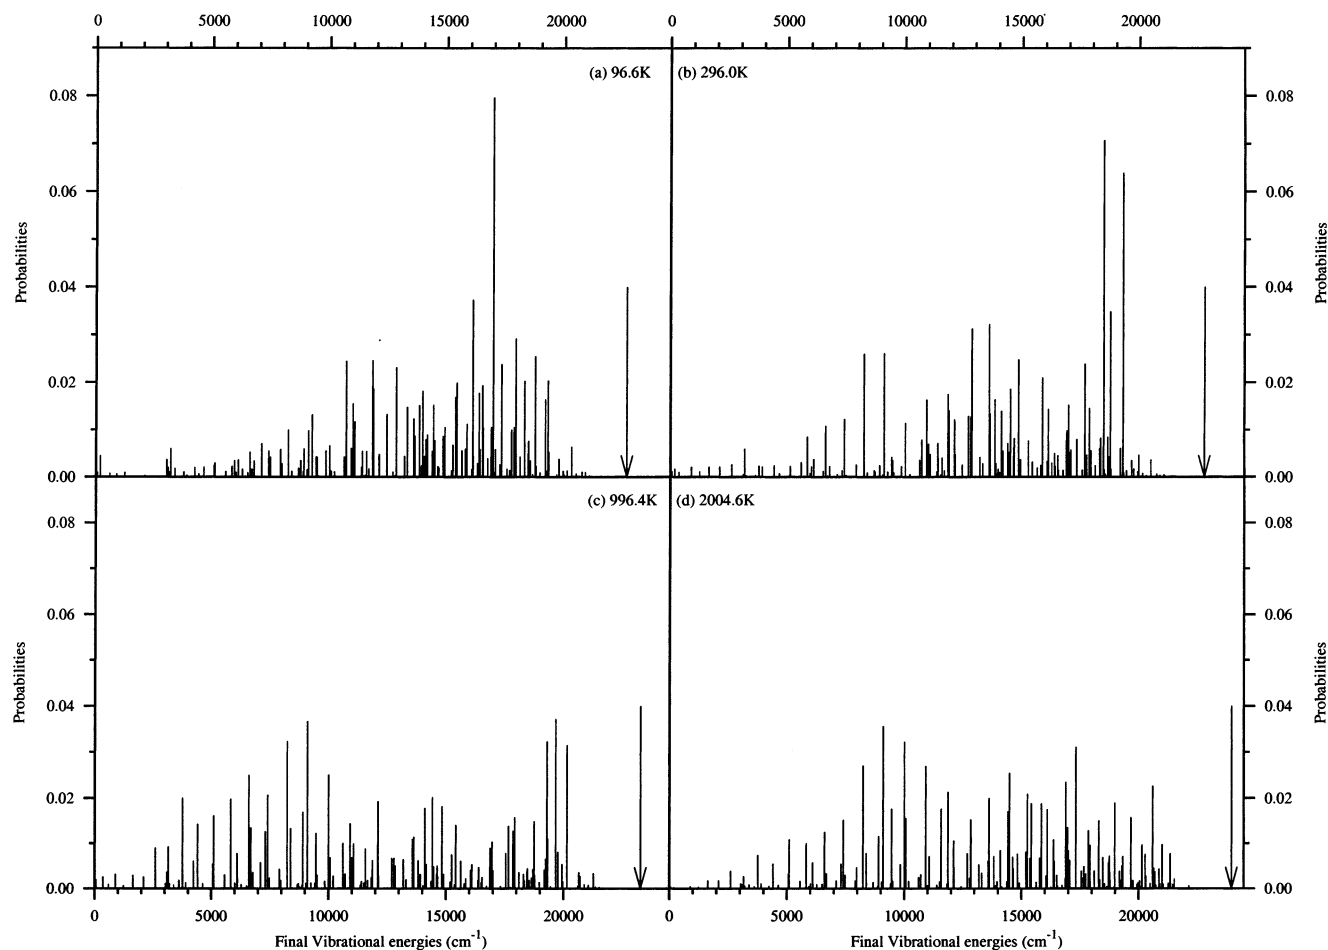 0 5000 10000 15000 20000 0 5000 10000 15000 20000
(a) 96.6K (b) 296.0K
0.08 0.08
0.06 0.06
Probabilities Probabilities
0.04 0.04
0.02 0.02
0.00 0.00
(c) 996.4K (d) 2004.6K
0.08 0.08
0.06 0.06
Probabilities Probabilities
0.04 0.04
0.02 0.02
0.00 0.00
0 5000 10000 15000 20000 0 5000 10000 15000 20000
Final Vibrational energies (cm⁻¹) Final Vibrational energies (cm⁻¹)